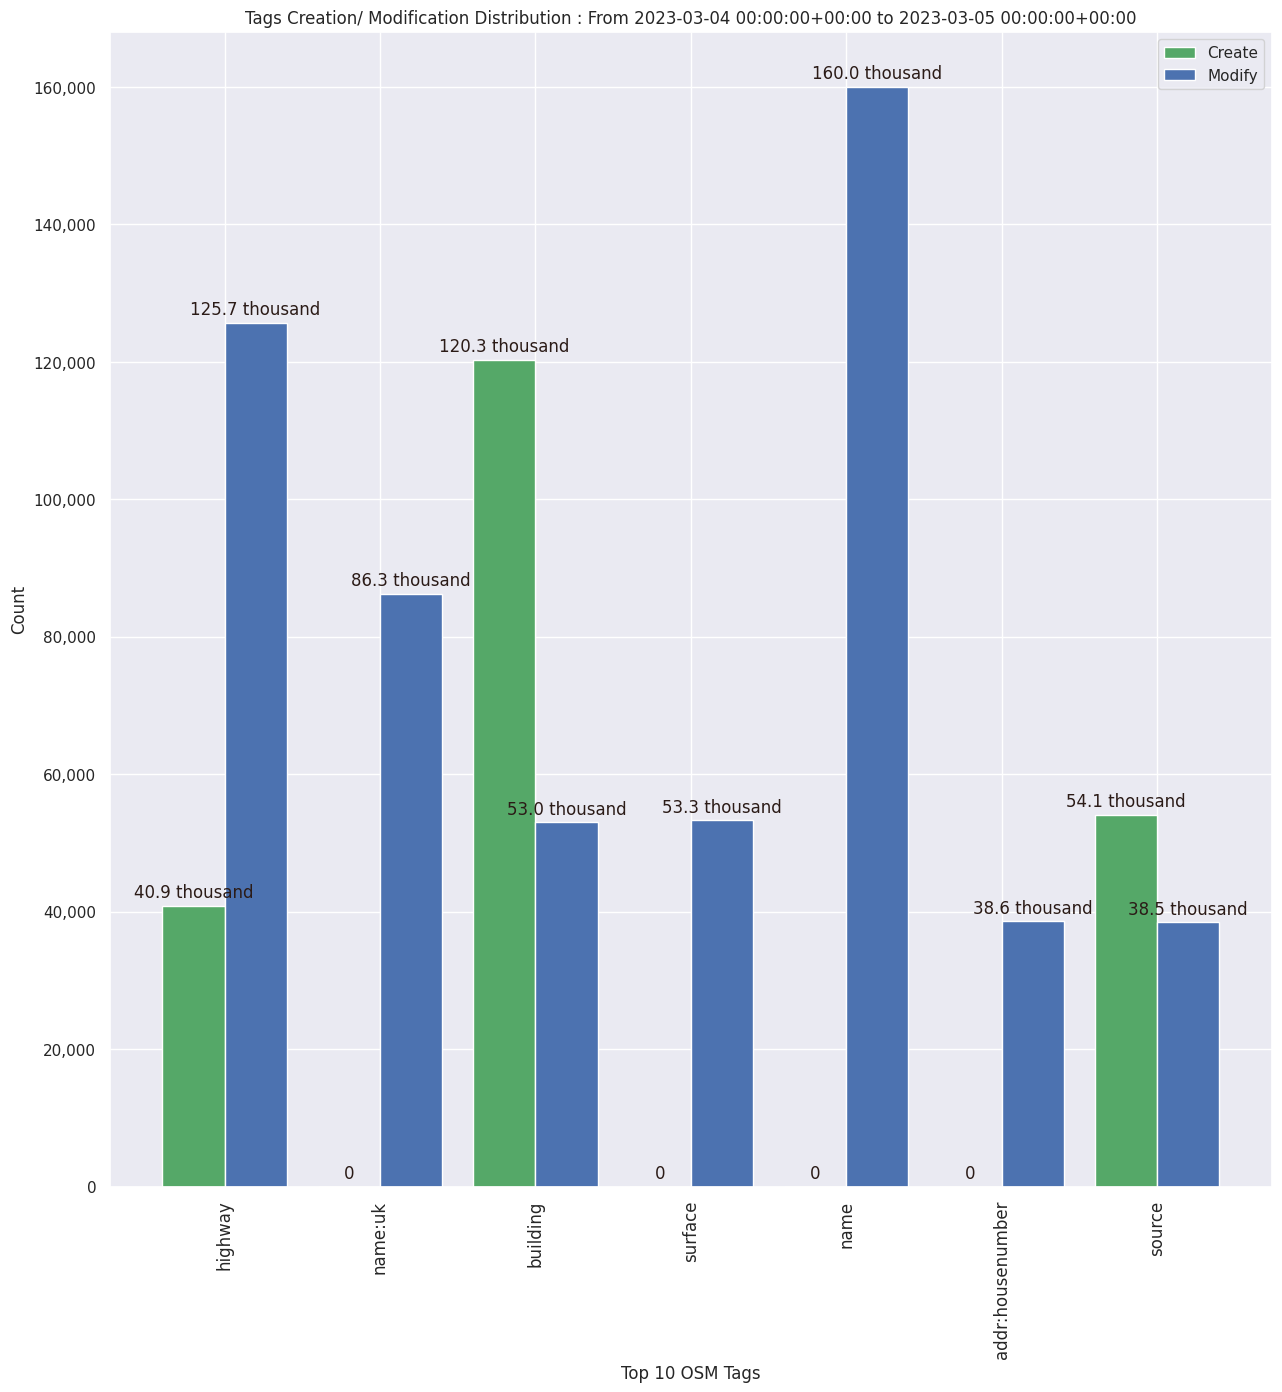 Tags Creation/ Modification Distribution : From 2023-03-04 00:00:00+00:00 to 2023-03-05 00:00:00+00:00
Create
Modify
160.0 thousand
160,000
140,000
125.7 thousand
120.3 thousand
120,000
100,000
86.3 thousand
80,000
Count
60,000
54.1 thousand
53.0 thousand
53.3 thousand
40.9 thousand
40,000
38.6 thousand
38.5 thousand
20,000
0
0
0
0
0
highway
name:uk
building
surface
name
addr:housenumber
source
Top 10 OSM Tags